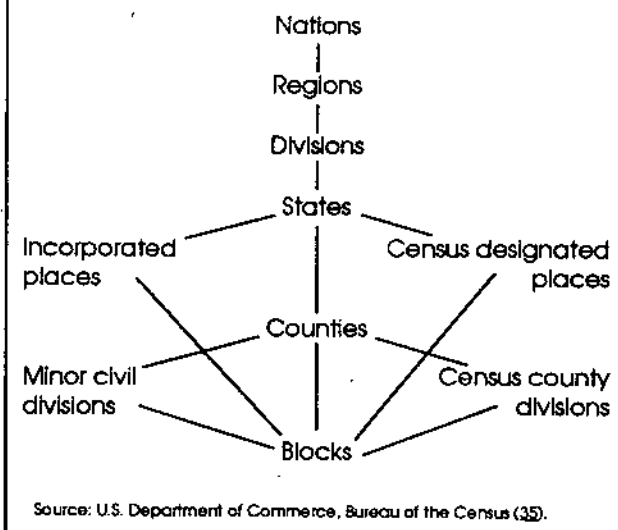 Nations
Regions
Divisions
States
Incorporated
places
Census designated
places
Counties
Minor civil
divisions
Census county
divisions
Blocks
Source: U.S. Department of Commerce, Bureau of the Census (35).